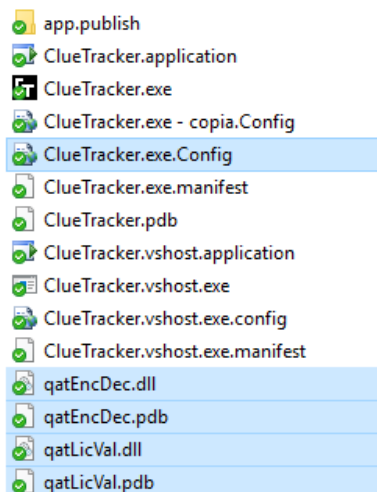 app.publish
ClueTracker.application
ClueTracker.exe
ClueTracker.exe - copia.Config
ClueTracker.exe.Config
ClueTracker.exe.manifest
ClueTracker.pdb
ClueTracker.vshost.application
ClueTracker.vshost.exe
ClueTracker.vshost.exe.config
ClueTracker.vshost.exe.manifest
qatEncDec.dll
qatEncDec.pdb
qatLicVal.dll
qatLicVal.pdb